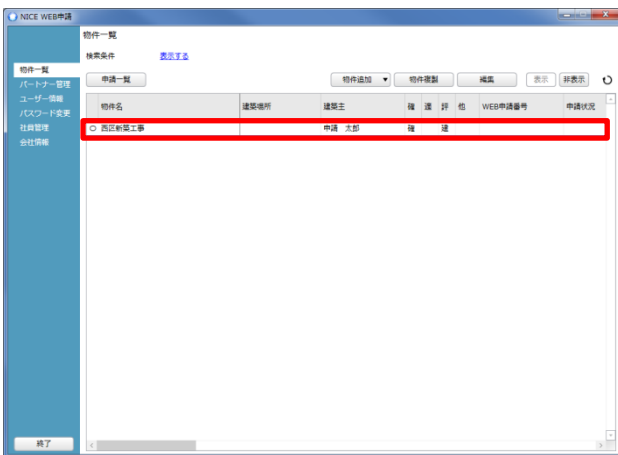 NICE WEB申請
物件一覧
検索条件 表示する
物件一覧
パートナー管理
ユーザー情報
パスワード変更
社員管理
会社情報
申請一覧 物件追加 ▼ 物件複製 編集 表示 非表示
物件名 建築場所 建築主 確 適 評 他 WEB申請番号 申請状況
○ 西区新築工事 申請 太郎 確 建
終了